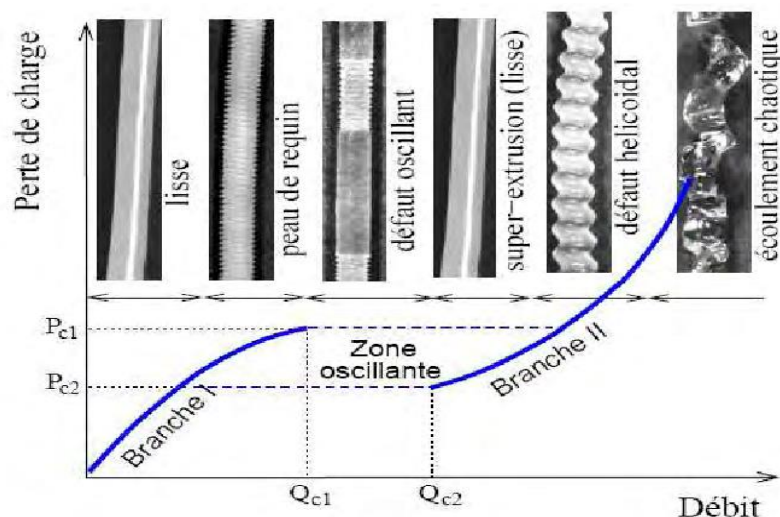 Perte de charge
lisse
peau de requin
défaut oscillant
super-extrusion (lisse)
défaut helicoidal
écoulement chaotique
Pc1
Pc2
Zone
oscillante
Branche I
Branche II
Qc1
Qc2
Débit